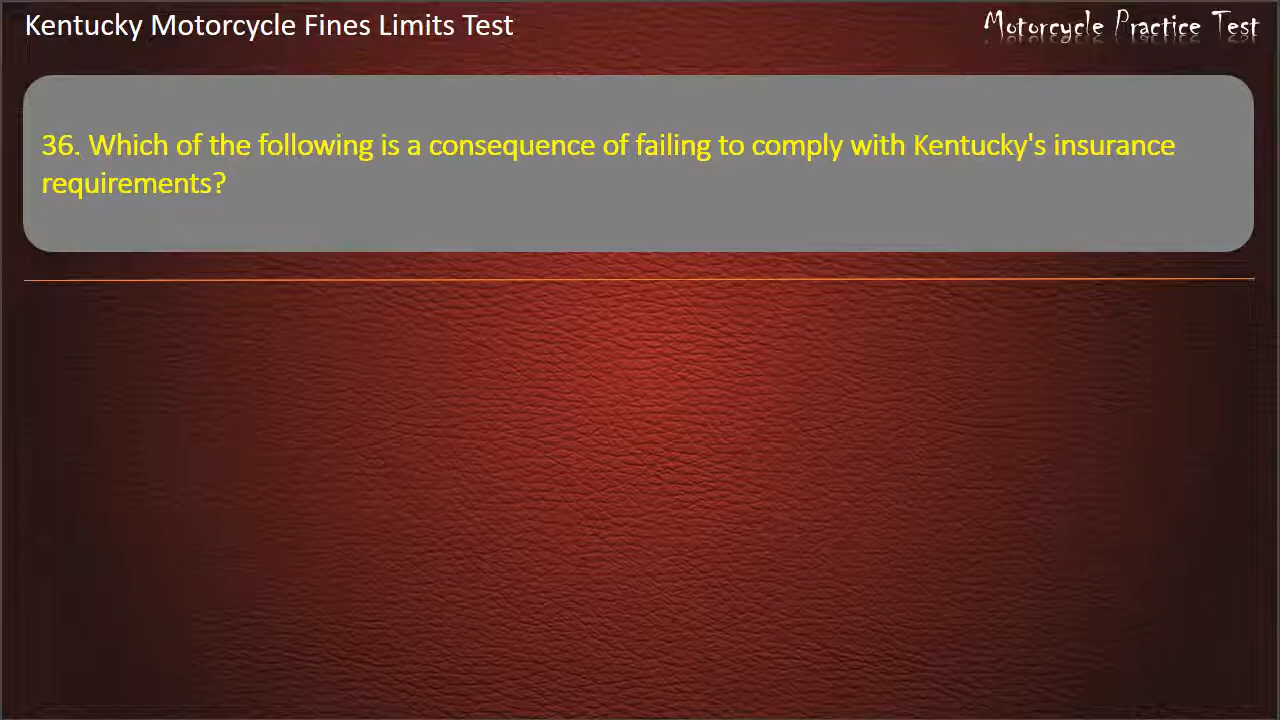 Kentucky Motorcycle Fines Limits Test
Motorcycle Practice Test
36. Which of the following is a consequence of failing to comply with Kentucky's insurance
requirements?